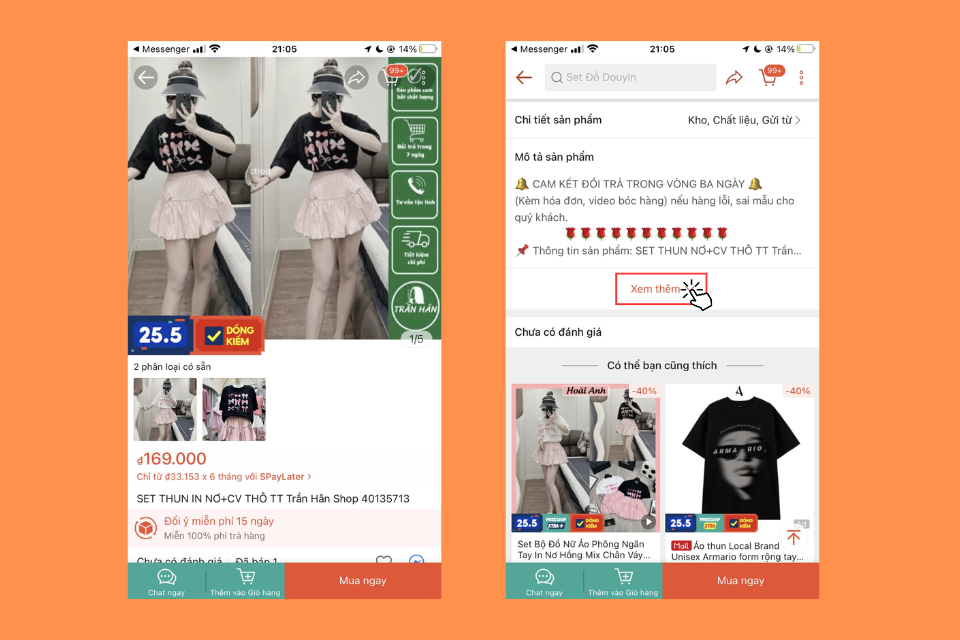 Messenger
21:05
14%
99+
Sản phẩm cam
kết chất lượng
Đổi trả trong
7 ngày
Tư vấn tận tình
Tiết kiệm
chi phí
TRẦN HÂN
25.5
ĐỒNG
KIỂM
1/5
2 phân loại có sẵn
₫169.000
Chỉ từ ₫33.153 x 6 tháng với SPayLater >
SET THUN IN NƠ+CV THÔ TT Trần Hân Shop 40135713
Đổi ý miễn phí 15 ngày
Miễn 100% phí trả hàng
Chưa có đánh giá
Đã bán 1
Chat ngay
Thêm vào Giỏ hàng
Mua ngay
Messenger
21:05
14%
Set Đồ Douyin
99+
Chi tiết sản phẩm
Kho, Chất liệu, Gửi từ >
Mô tả sản phẩm
🔔 CAM KẾT ĐỔI TRẢ TRONG VÒNG BA NGÀY 🔔
(Kèm hóa đơn, video bóc hàng) nếu hàng lỗi, sai mẫu cho
quý khách.
🌹🌹🌹🌹🌹🌹🌹🌹🌹🌹🌹
📌 Thông tin sản phẩm: SET THUN NƠ+CV THÔ TT Trần...
Xem thêm
Chưa có đánh giá
Có thể bạn cũng thích
Hoài Anh
-40%
25.5
FREESHIP
XTRA+
ĐỒNG
KIỂM
Set Bộ Đồ Nữ Áo Phông Ngắn
Tay In Nơ Hồng Mix Chân Váy...
A
-40%
ARMARIO
25.5
FREESHIP
XTRA
ĐỒNG
KIỂM
Ad
Mall Áo thun Local Brand
Unisex Armario form rộng tay...
Chat ngay
Thêm vào Giỏ hàng
Mua ngay